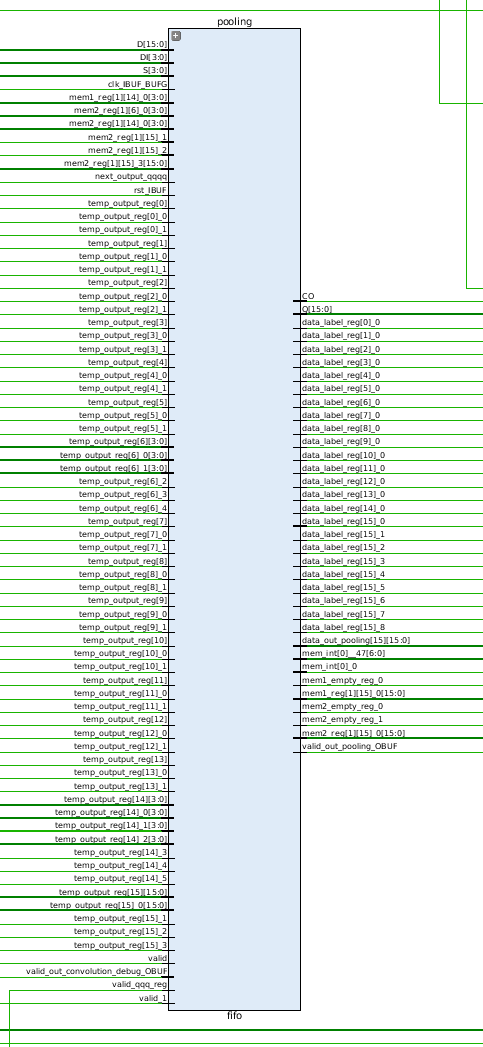 pooling
D[15:0]
DI[3:0]
S[3:0]
clk_IBUF_BUFG
mem1_reg[1][14]_0[3:0]
mem2_reg[1][6]_0[3:0]
mem2_reg[1][14]_0[3:0]
mem2_reg[1][15]_1
mem2_reg[1][15]_2
mem2_reg[1][15]_3[15:0]
next_output_qqqq
rst_IBUF
temp_output_reg[0]
temp_output_reg[0]_0
temp_output_reg[0]_1
temp_output_reg[1]
temp_output_reg[1]_0
temp_output_reg[1]_1
temp_output_reg[2]
temp_output_reg[2]_0
temp_output_reg[2]_1
temp_output_reg[3]
temp_output_reg[3]_0
temp_output_reg[3]_1
temp_output_reg[4]
temp_output_reg[4]_0
temp_output_reg[4]_1
temp_output_reg[5]
temp_output_reg[5]_0
temp_output_reg[5]_1
temp_output_reg[6][3:0]
temp_output_reg[6]_0[3:0]
temp_output_reg[6]_1[3:0]
temp_output_reg[6]_2
temp_output_reg[6]_3
temp_output_reg[6]_4
temp_output_reg[7]
temp_output_reg[7]_0
temp_output_reg[7]_1
temp_output_reg[8]
temp_output_reg[8]_0
temp_output_reg[8]_1
temp_output_reg[9]
temp_output_reg[9]_0
temp_output_reg[9]_1
temp_output_reg[10]
temp_output_reg[10]_0
temp_output_reg[10]_1
temp_output_reg[11]
temp_output_reg[11]_0
temp_output_reg[11]_1
temp_output_reg[12]
temp_output_reg[12]_0
temp_output_reg[12]_1
temp_output_reg[13]
temp_output_reg[13]_0
temp_output_reg[13]_1
temp_output_reg[14][3:0]
temp_output_reg[14]_0[3:0]
temp_output_reg[14]_1[3:0]
temp_output_reg[14]_2[3:0]
temp_output_reg[14]_3
temp_output_reg[14]_4
temp_output_reg[14]_5
temp_output_reg[15][15:0]
temp_output_reg[15]_0[15:0]
temp_output_reg[15]_1
temp_output_reg[15]_2
temp_output_reg[15]_3
valid
valid_out_convolution_debug_OBUF
valid_qqq_reg
valid_1
CO
Q[15:0]
data_label_reg[0]_0
data_label_reg[1]_0
data_label_reg[2]_0
data_label_reg[3]_0
data_label_reg[4]_0
data_label_reg[5]_0
data_label_reg[6]_0
data_label_reg[7]_0
data_label_reg[8]_0
data_label_reg[9]_0
data_label_reg[10]_0
data_label_reg[11]_0
data_label_reg[12]_0
data_label_reg[13]_0
data_label_reg[14]_0
data_label_reg[15]_0
data_label_reg[15]_1
data_label_reg[15]_2
data_label_reg[15]_3
data_label_reg[15]_4
data_label_reg[15]_5
data_label_reg[15]_6
data_label_reg[15]_7
data_label_reg[15]_8
data_out_pooling[15][15:0]
mem_int[0]__47[6:0]
mem_int[0]_0
mem1_empty_reg_0
mem1_reg[1][15]_0[15:0]
mem2_empty_reg_0
mem2_empty_reg_1
mem2_reg[1][15]_0[15:0]
valid_out_pooling_OBUF
fifo